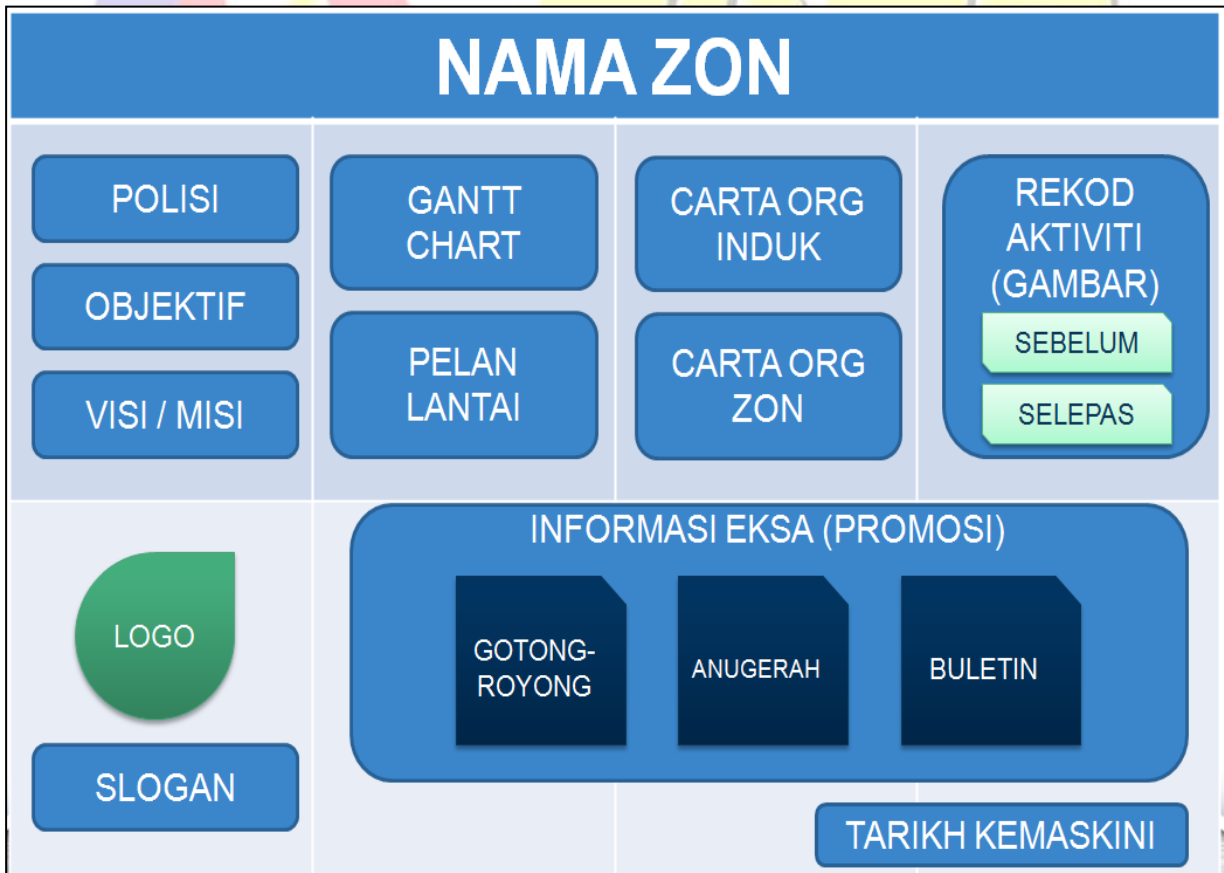 NAMA ZON
POLISI
OBJEKTIF
VISI / MISI
GANTT
CHART
PELAN
LANTAI
CARTA ORG
INDUK
CARTA ORG
ZON
REKOD
AKTIVITI
(GAMBAR)
SEBELUM
SELEPAS
LOGO
SLOGAN
INFORMASI EKSA (PROMOSI)
GOTONG-
ROYONG
ANUGERAH
BULETIN
TARIKH KEMASKINI